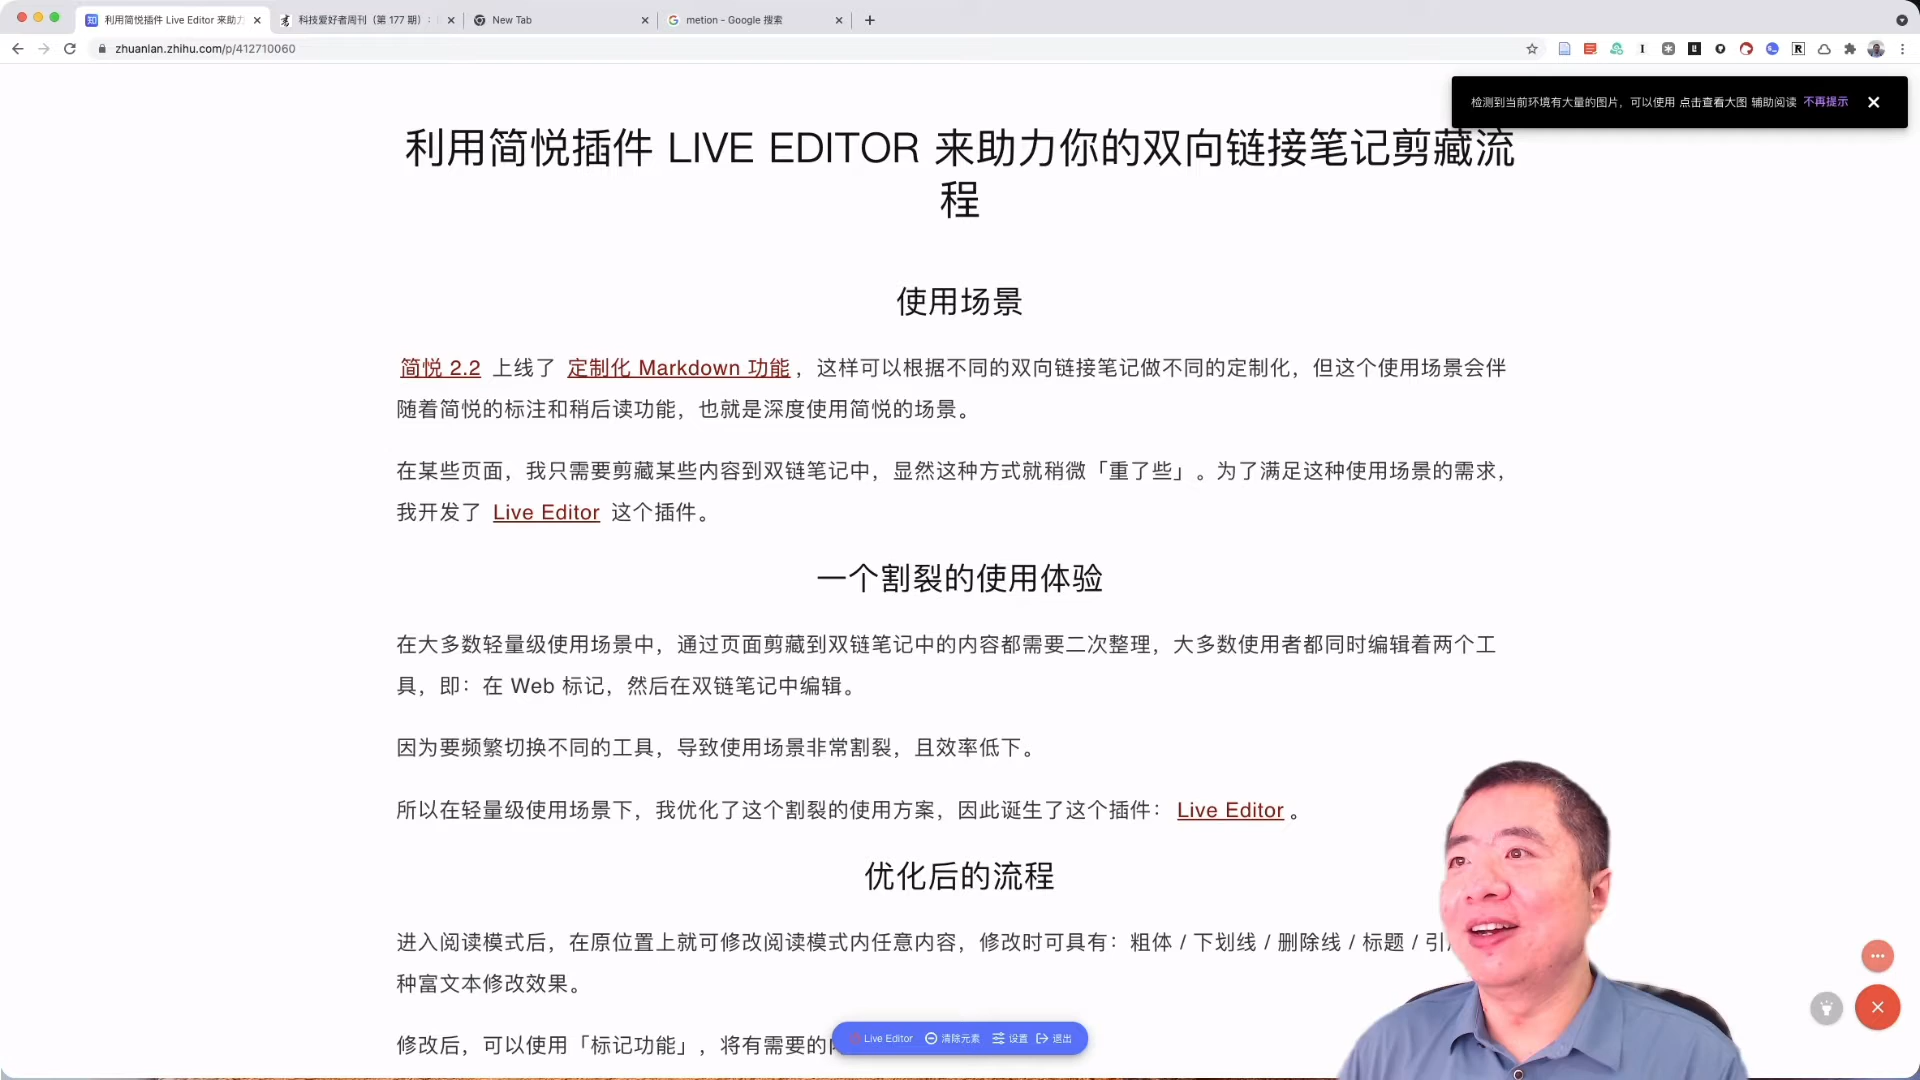 利用简悦插件 Live Editor 来助力
科技爱好者周刊（第 177 期）：
New Tab
metion - Google 搜索
zhuanlan.zhihu.com/p/412710060
检测到当前环境有大量的图片，可以使用 点击查看大图 辅助阅读 不再提示
利用简悦插件 LIVE EDITOR 来助力你的双向链接笔记剪藏流
程
使用场景
简悦 2.2 上线了 定制化 Markdown 功能，这样可以根据不同的双向链接笔记做不同的定制化，但这个使用场景会伴
随着简悦的标注和稍后读功能，也就是深度使用简悦的场景。
在某些页面，我只需要剪藏某些内容到双链笔记中，显然这种方式就稍微「重了些」。为了满足这种使用场景的需求，
我开发了 Live Editor 这个插件。
一个割裂的使用体验
在大多数轻量级使用场景中，通过页面剪藏到双链笔记中的内容都需要二次整理，大多数使用者都同时编辑着两个工
具，即：在 Web 标记，然后在双链笔记中编辑。
因为要频繁切换不同的工具，导致使用场景非常割裂，且效率低下。
所以在轻量级使用场景下，我优化了这个割裂的使用方案，因此诞生了这个插件： Live Editor 。
优化后的流程
进入阅读模式后，在原位置上就可修改阅读模式内任意内容，修改时可具有：粗体 / 下划线 / 删除线 / 标题 / 引
种富文本修改效果。
修改后，可以使用「标记功能」，将有需要的
Live Editor 清除元素 设置 退出